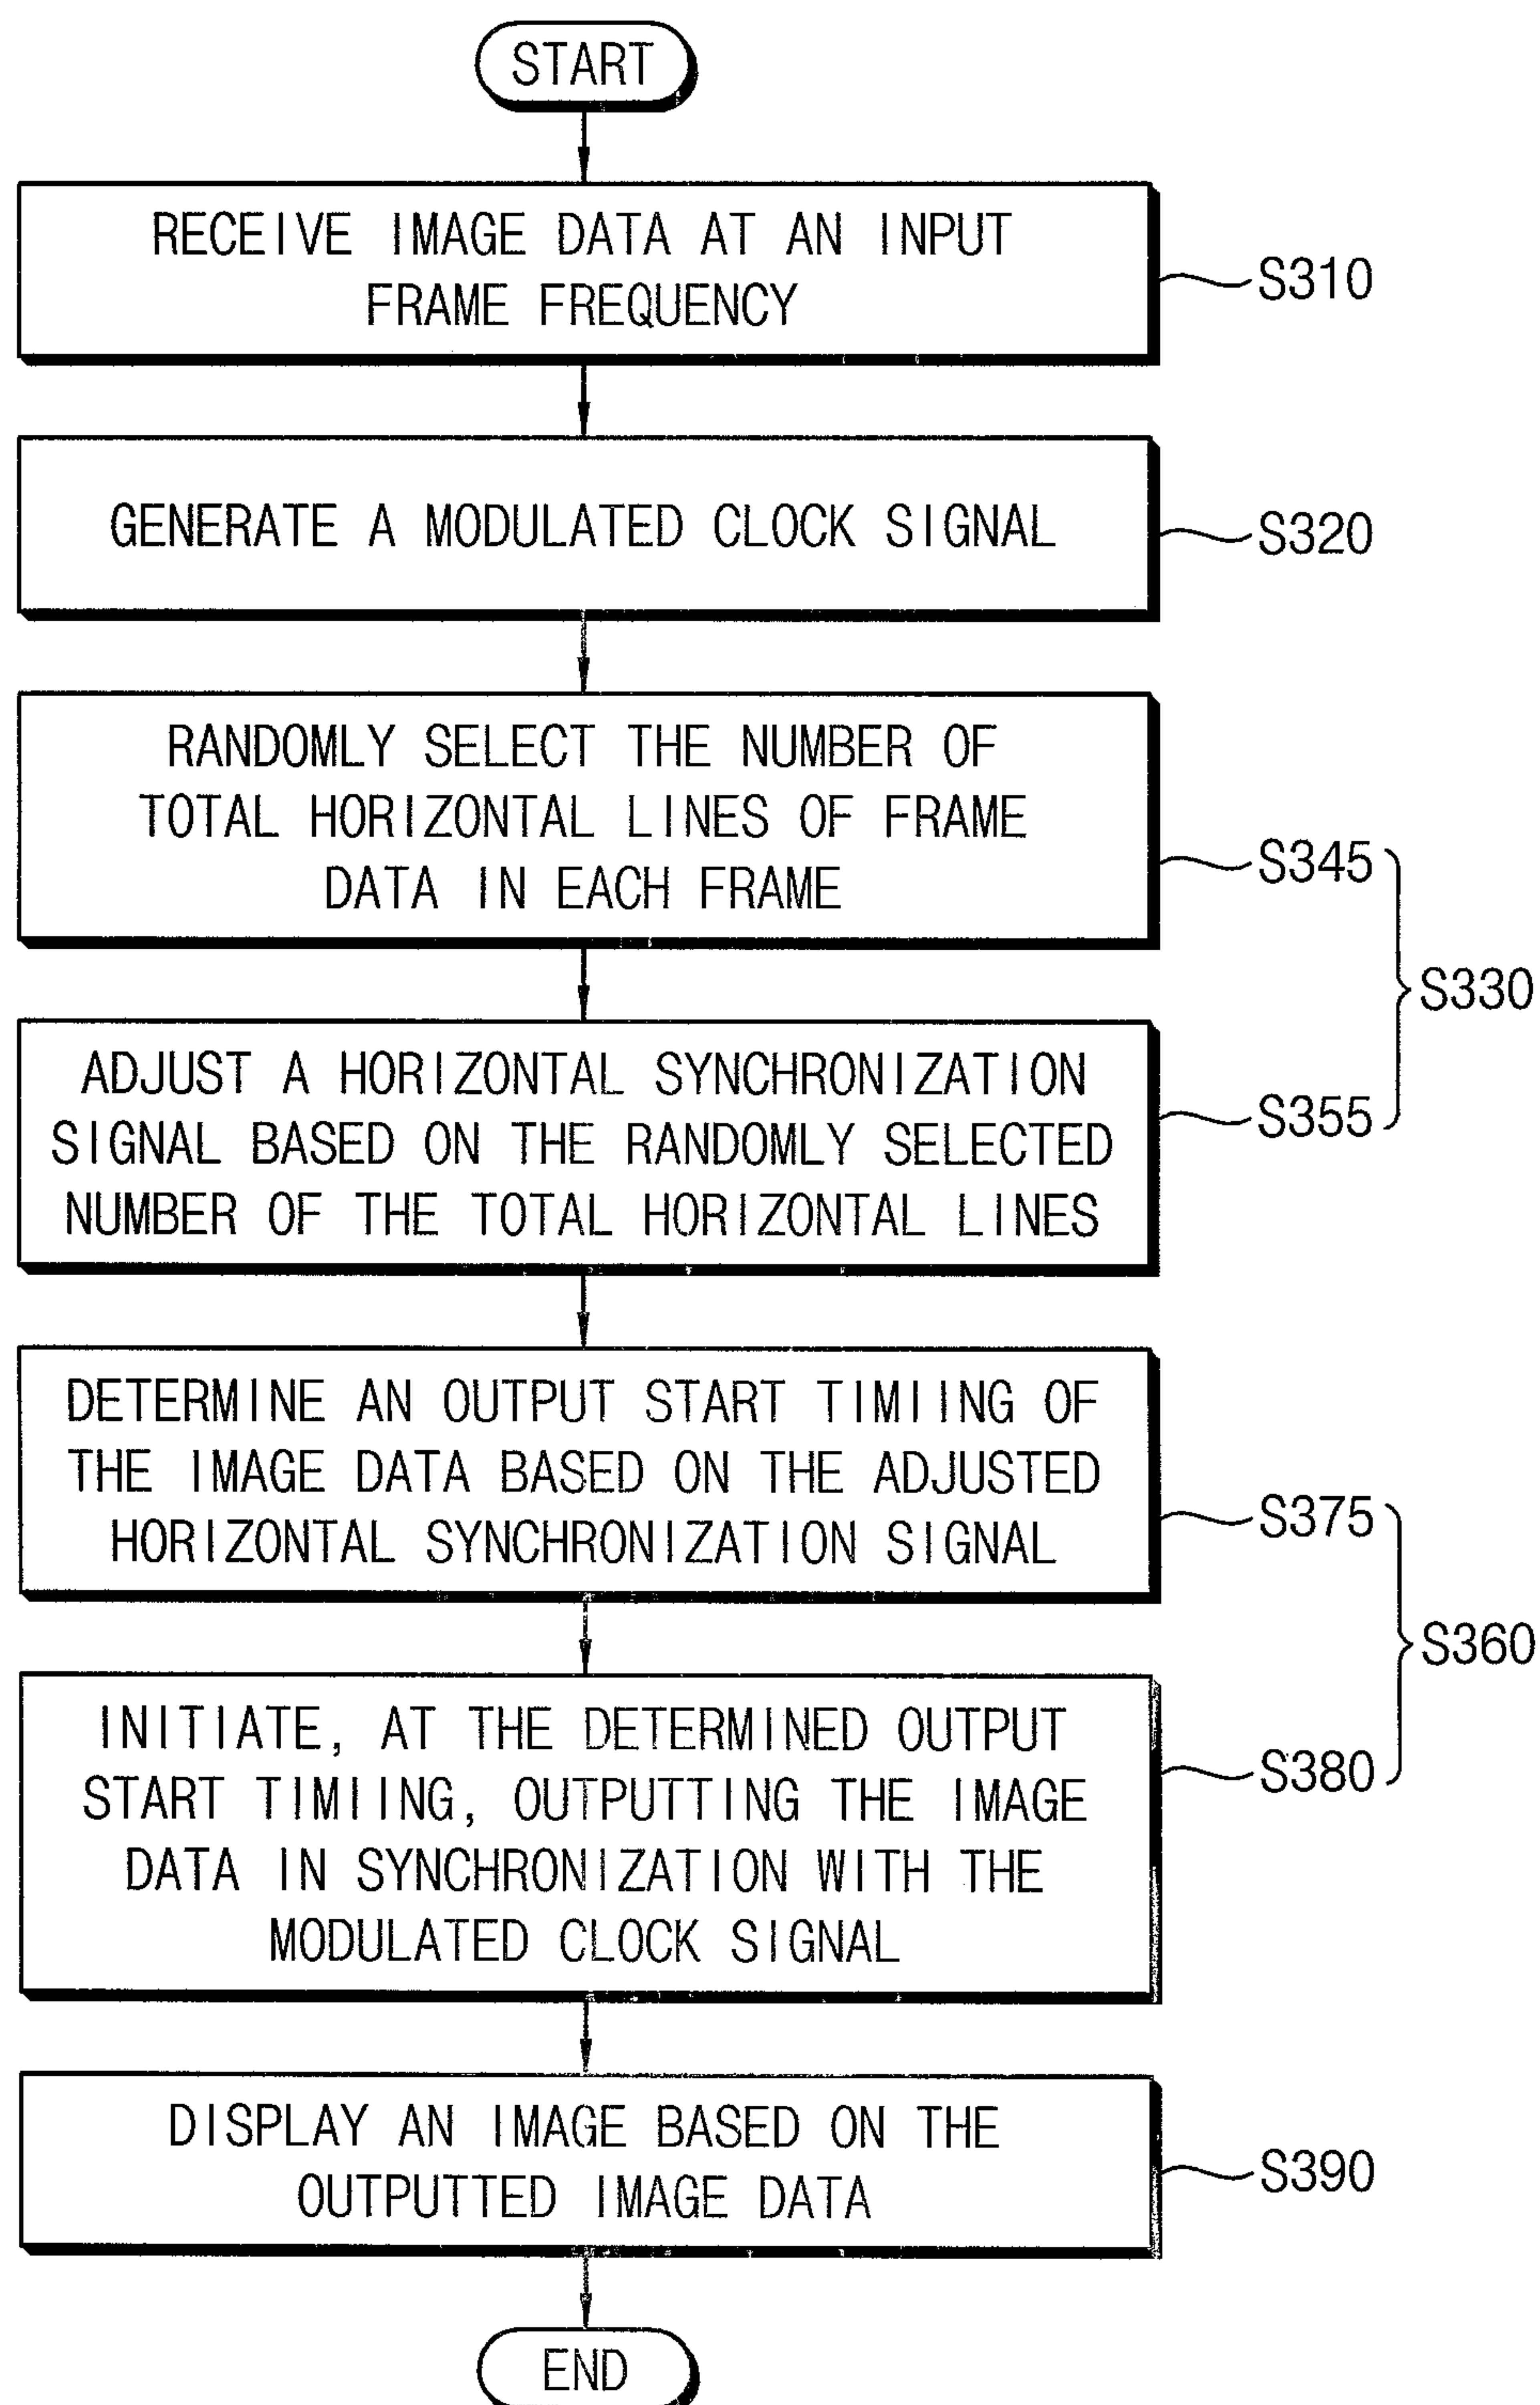 START
RECEIVE IMAGE DATA AT AN INPUT
FRAME FREQUENCY
S310
GENERATE A MODULATED CLOCK SIGNAL
S320
RANDOMLY SELECT THE NUMBER OF
TOTAL HORIZONTAL LINES OF FRAME
DATA IN EACH FRAME
S345
S330
ADJUST A HORIZONTAL SYNCHRONIZATION
SIGNAL BASED ON THE RANDOMLY SELECTED
NUMBER OF THE TOTAL HORIZONTAL LINES
S355
DETERMINE AN OUTPUT START TIMIING OF
THE IMAGE DATA BASED ON THE ADJUSTED
HORIZONTAL SYNCHRONIZATION SIGNAL
S375
S360
INITIATE, AT THE DETERMINED OUTPUT
START TIMIING, OUTPUTTING THE IMAGE
DATA IN SYNCHRONIZATION WITH THE
MODULATED CLOCK SIGNAL
S380
DISPLAY AN IMAGE BASED ON THE
OUTPUTTED IMAGE DATA
S390
END